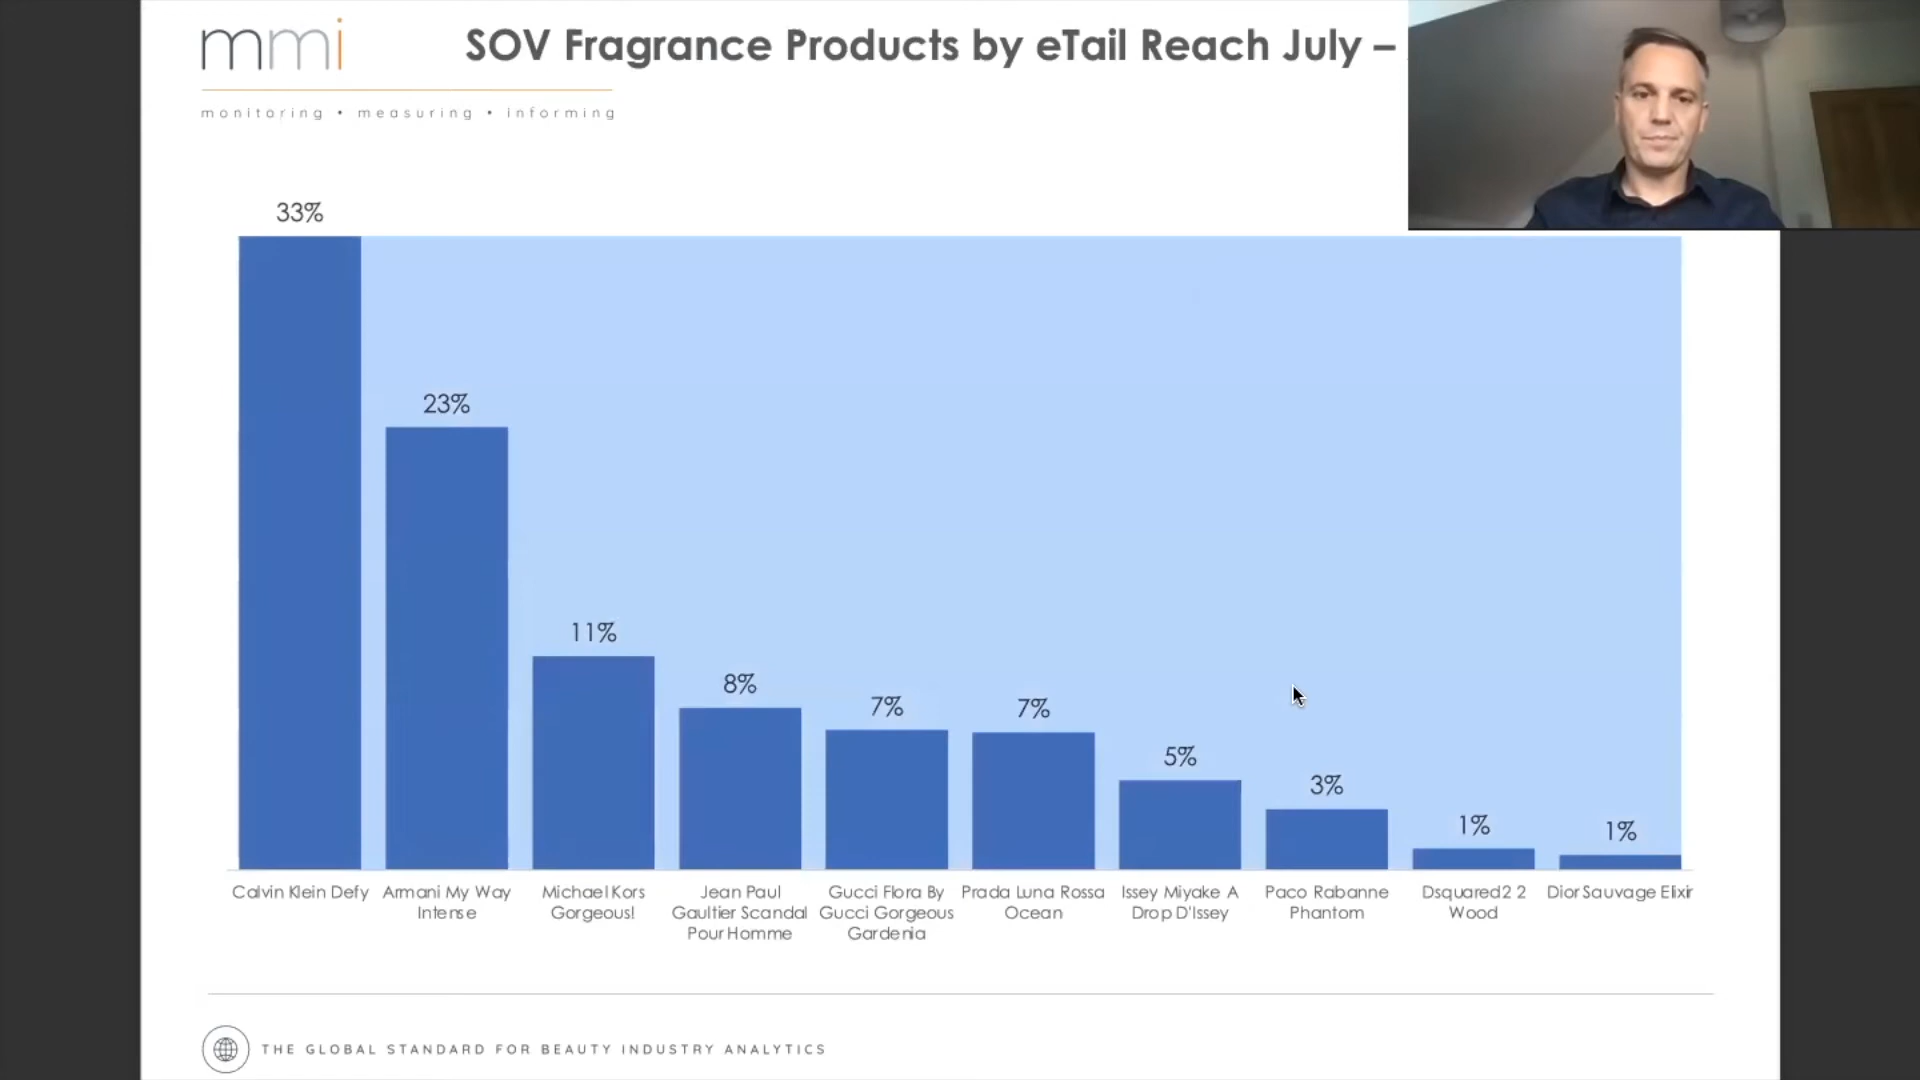 mmi
SOV Fragrance Products by eTail Reach July –
monitoring • measuring • informing
33%
23%
11%
8%
7%
7%
5%
3%
1%
1%
Calvin Klein Defy
Armani My Way
Intense
Michael Kors
Gorgeous!
Jean Paul
Gaultier Scandal
Pour Homme
Gucci Flora By
Gucci Gorgeous
Gardenia
Prada Luna Rossa
Ocean
Issey Miyake A
Drop D'Issey
Paco Rabanne
Phantom
Dsquared2 2
Wood
Dior Sauvage Elixir
THE GLOBAL STANDARD FOR BEAUTY INDUSTRY ANALYTICS